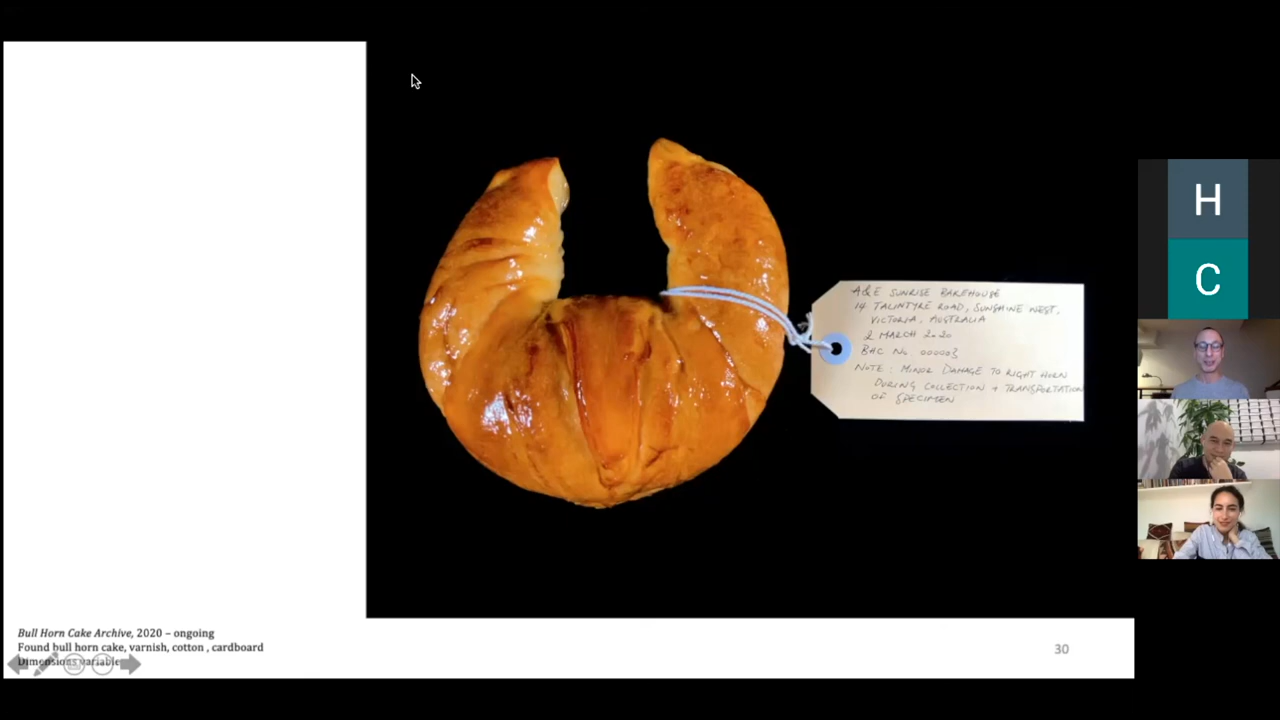 A&E SUNRISE BAKEHOUSE
14 TALINTYRE ROAD, SUNSHINE WEST,
VICTORIA, AUSTRALIA
2 MARCH 2020
BHC No 000003
NOTE : MINOR DAMAGE TO RIGHT HORN
DURING COLLECTION + TRANSPORTATION
OF SPECIMEN
H
C
Bull Horn Cake Archive, 2020 – ongoing
Found bull horn cake, varnish, cotton , cardboard
Dimensions variable
30